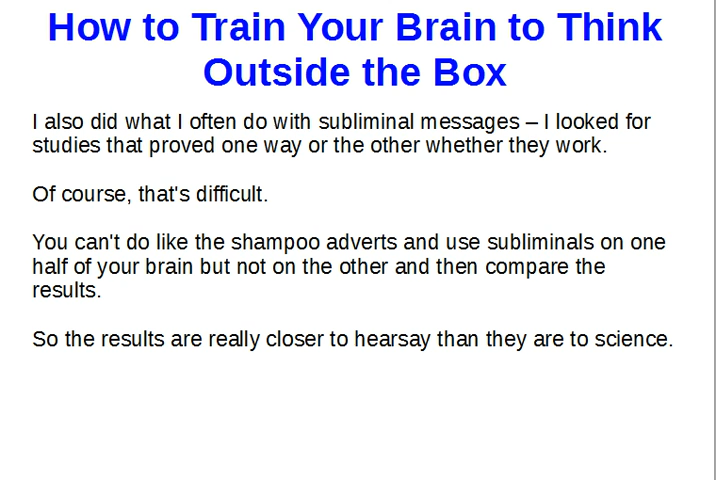 How to Train Your Brain to Think
Outside the Box
I also did what I often do with subliminal messages – I looked for
studies that proved one way or the other whether they work.
Of course, that's difficult.
You can't do like the shampoo adverts and use subliminals on one
half of your brain but not on the other and then compare the
results.
So the results are really closer to hearsay than they are to science.